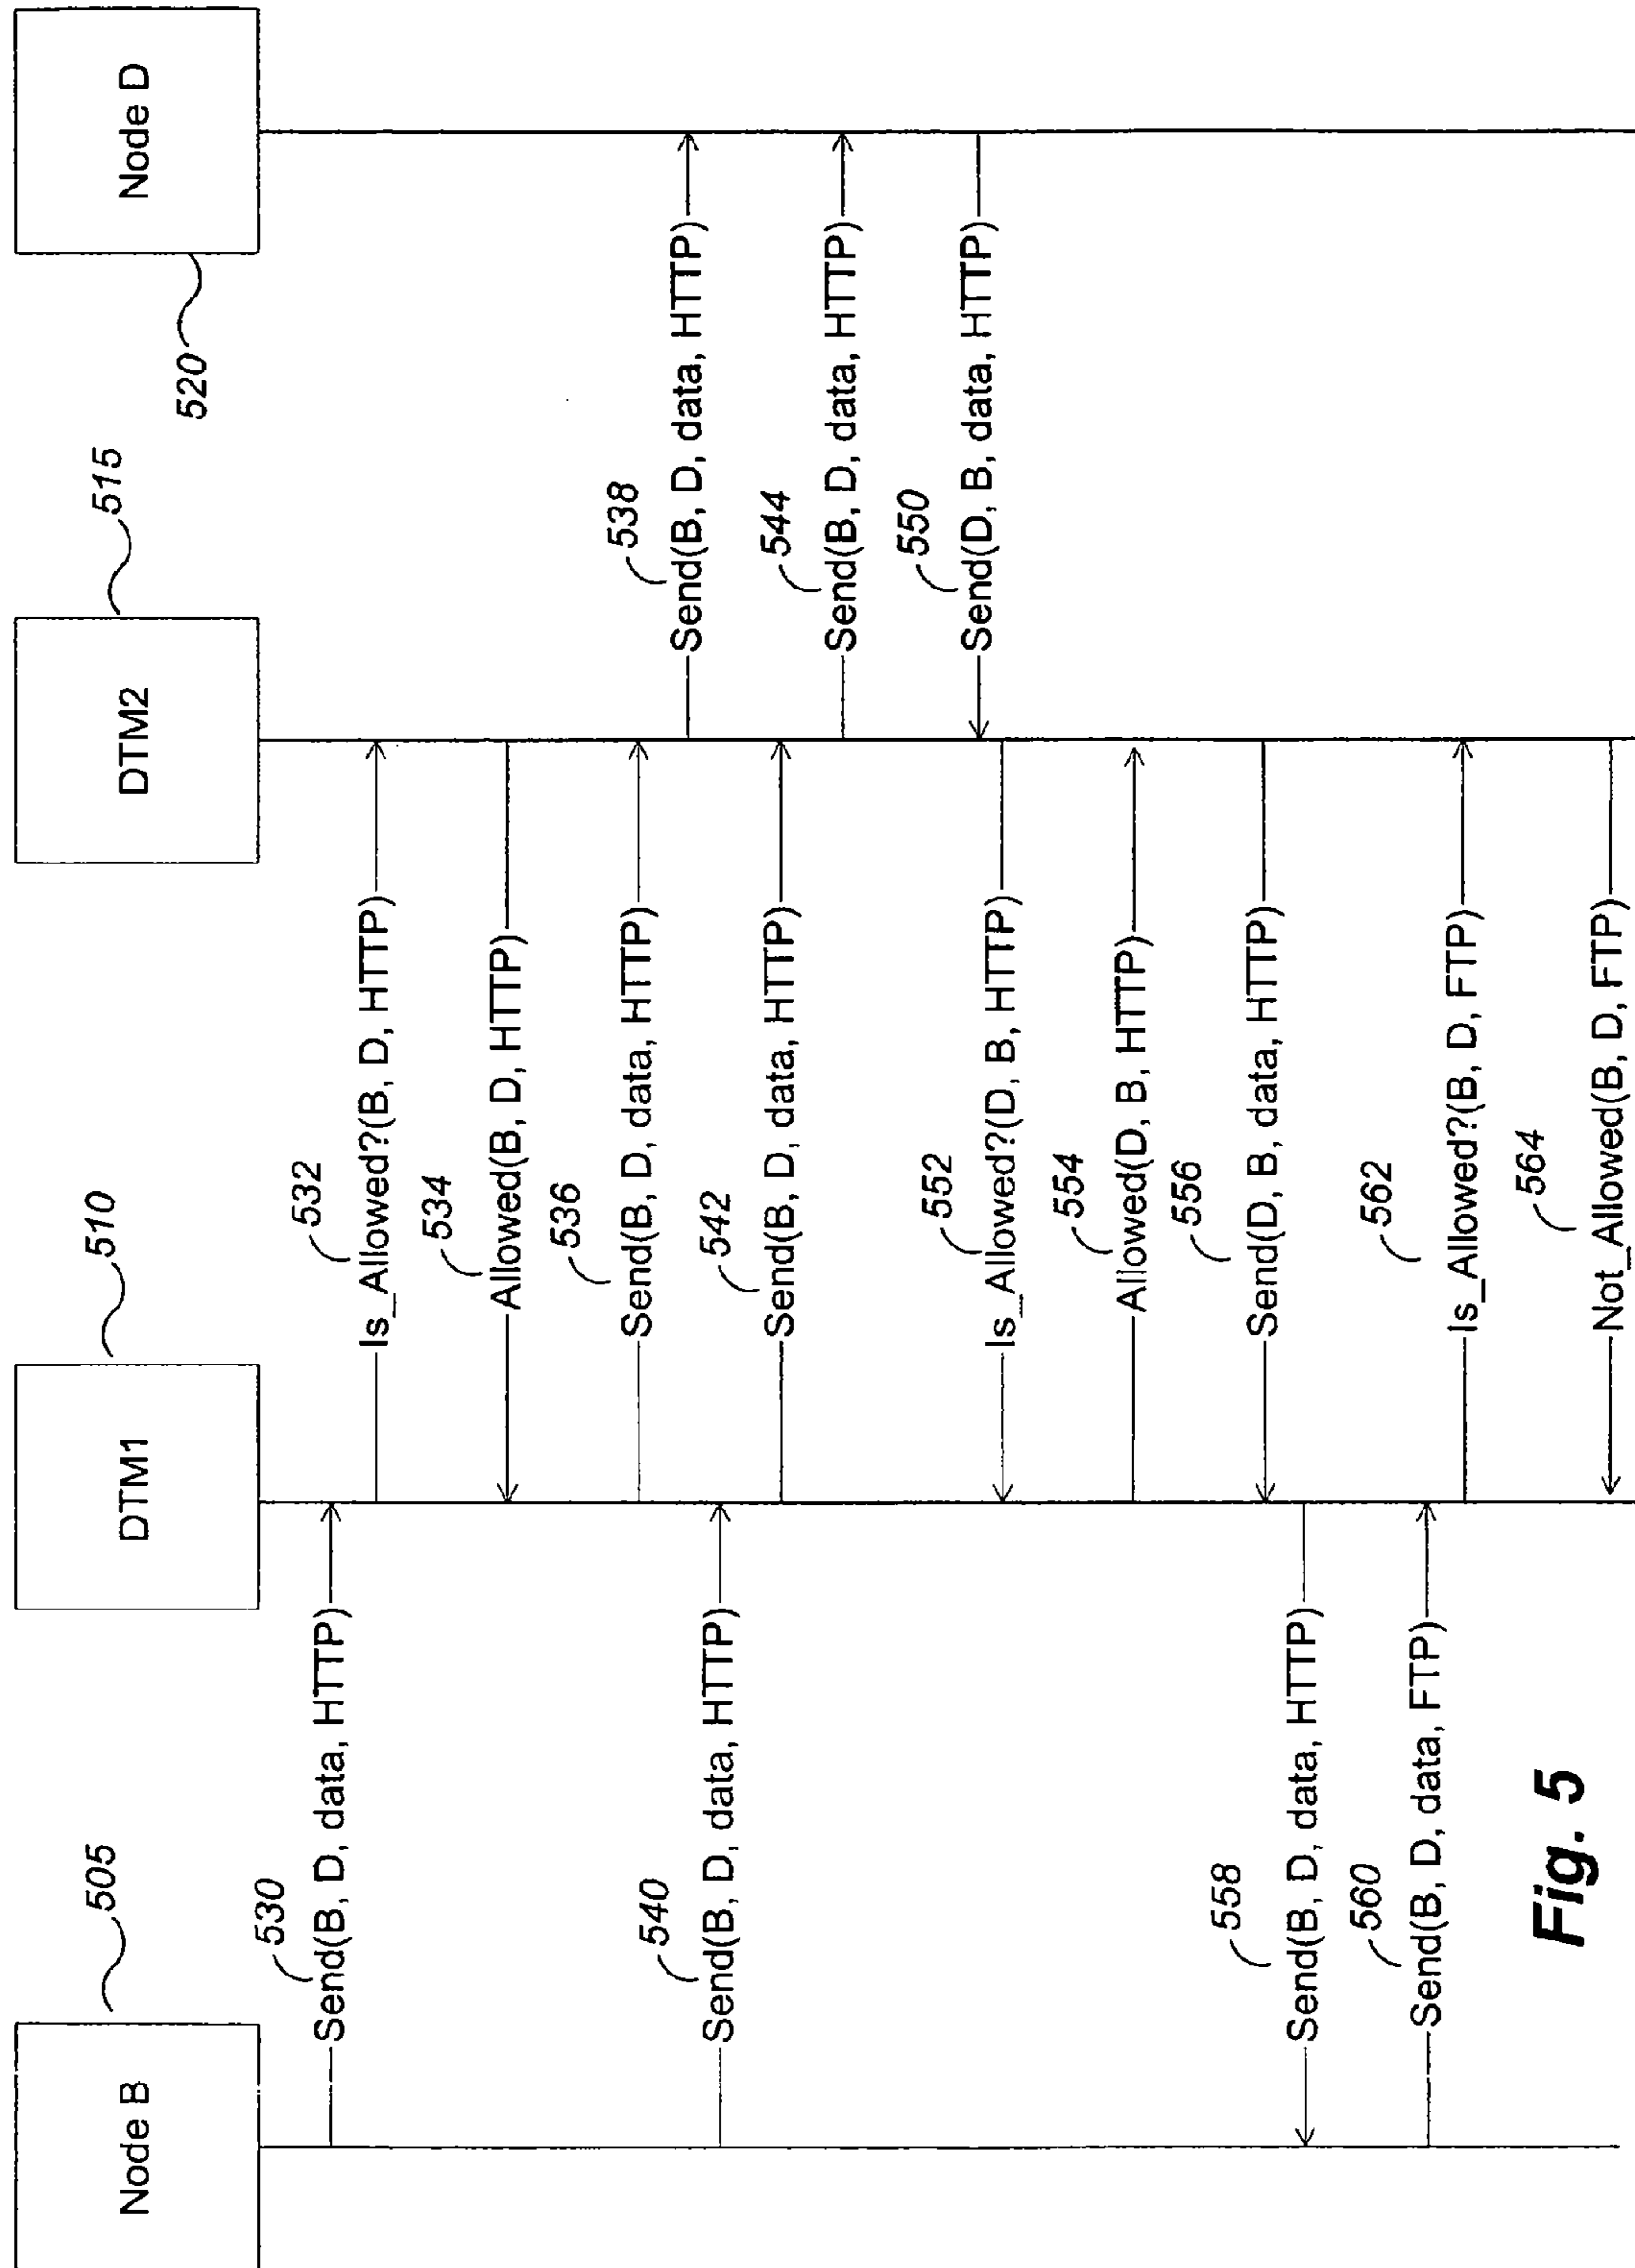 Node B
505
DTM1
510
DTM2
515
Node D
520
530
Send(B, D, data, HTTP)
532
Is_Allowed?(B, D, HTTP)
534
Allowed(B, D, HTTP)
536
Send(B, D, data, HTTP)
538
Send(B, D, data, HTTP)
540
Send(B, D, data, HTTP)
542
Send(B, D, data, HTTP)
544
Send(B, D, data, HTTP)
550
Send(D, B, data, HTTP)
552
Is_Allowed?(D, B, HTTP)
554
Allowed(D, B, HTTP)
556
Send(D, B, data, HTTP)
558
Send(B, D, data, HTTP)
560
Send(B, D, data, FTP)
562
Is_Allowed?(B, D, FTP)
564
Not_Allowed(B, D, FTP)
Fig. 5